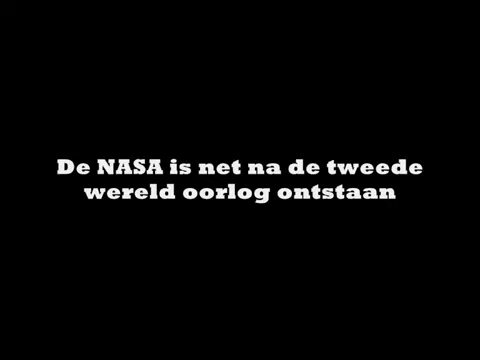 De NASA is net na de tweede
wereld oorlog ontstaan